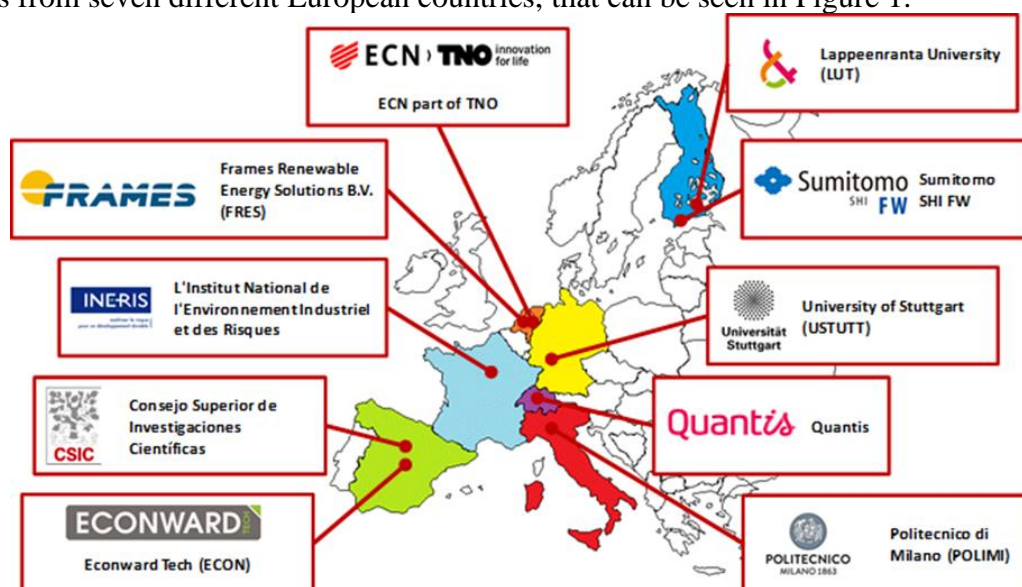 s from seven different European countries, that can be seen in Figure 1.
ECN › TNO innovation
for life
ECN part of TNO
Lappeenranta University
(LUT)
FRAMES
Frames Renewable
Energy Solutions B.V.
(FRES)
Sumitomo
SHI FW
Sumitomo
SHI FW
INERIS
L'Institut National de
l'Environnement Industriel
et des Risques
Universität
Stuttgart
University of Stuttgart
(USTUTT)
CSIC
Consejo Superior de
Investigaciones
Científicas
Quantis
Quantis
ECONWARD TECH
Econward Tech (ECON)
POLITECNICO
MILANO 1863
Politecnico di
Milano (POLIMI)